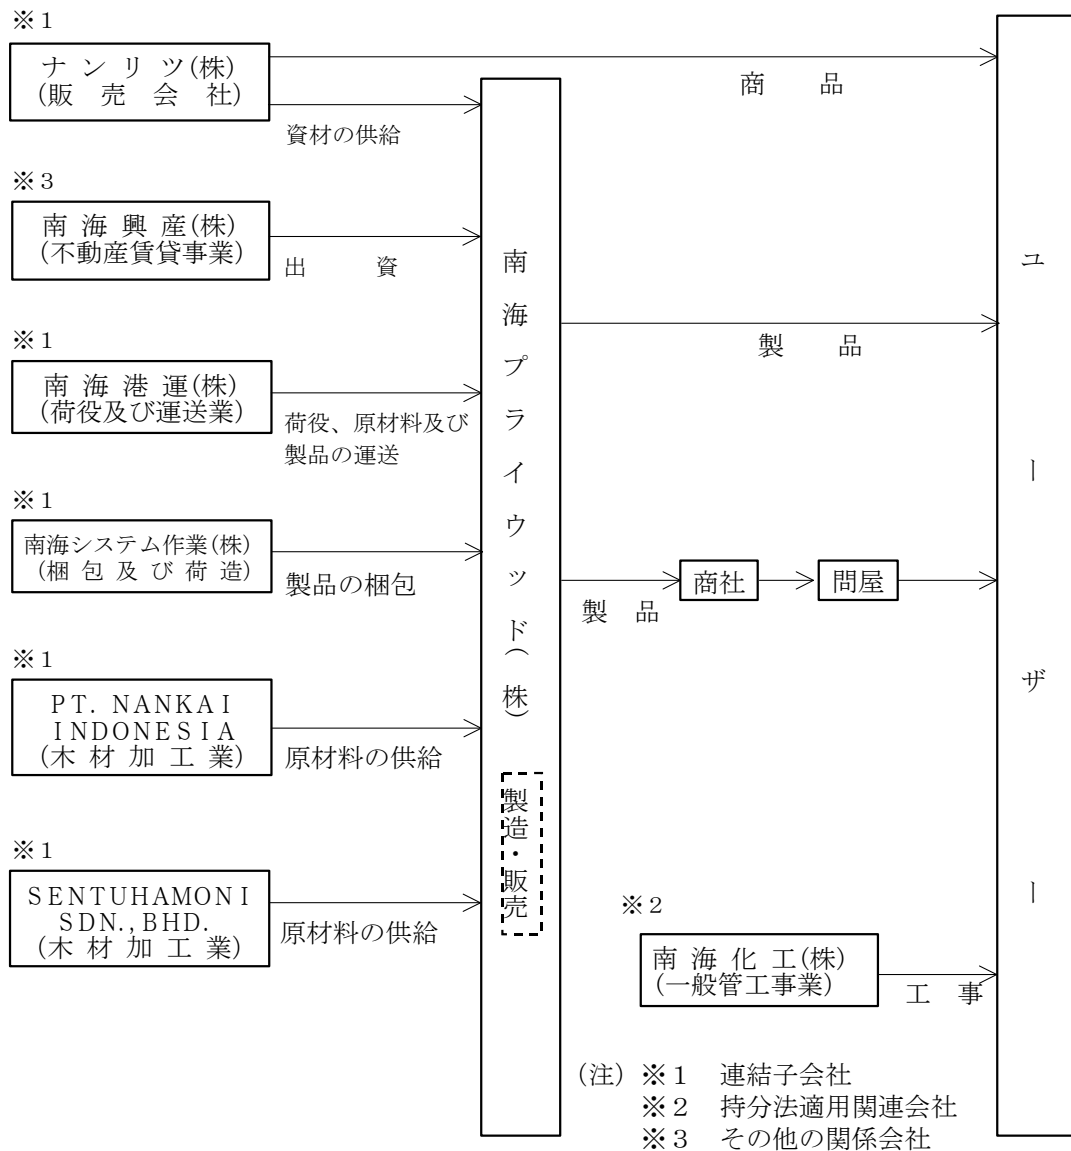 ※１
ナンリツ(株)
(販売会社)
商　品
資材の供給
※３
南海興産(株)
(不動産賃貸事業)
出　資
※１
南海港運(株)
(荷役及び運送業)
荷役、原材料及び
製品の運送
※１
南海システム作業(株)
(梱包及び荷造)
製品の梱包
※１
PT. NANKAI
INDONESIA
(木材加工業)
原材料の供給
※１
SENTUHAMONI
SDN.,BHD.
(木材加工業)
原材料の供給
南海プライウッド(株)
製造・販売
製　品
製　品
商社
問屋
ユーザー
※２
南海化工(株)
(一般管工事業)
工　事
(注) ※１　連結子会社
※２　持分法適用関連会社
※３　その他の関係会社